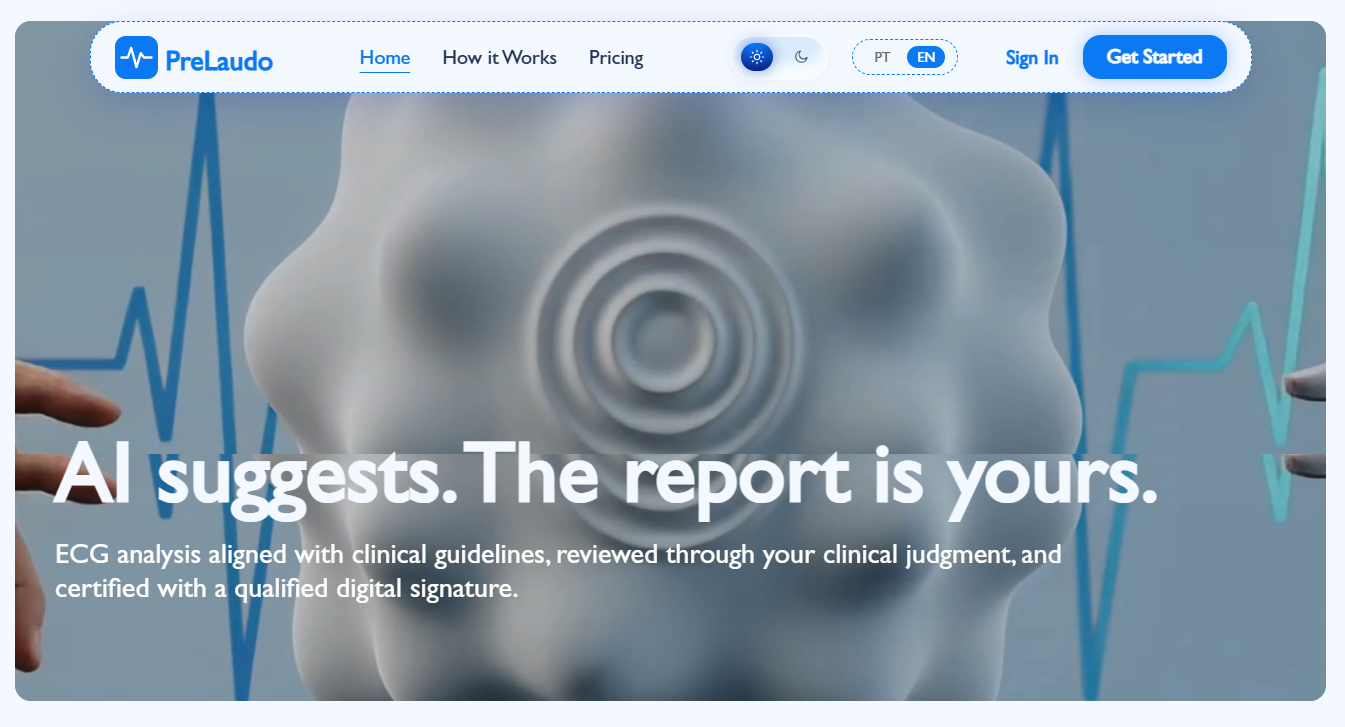 PreLaudo
Home
How it Works
Pricing
PT
EN
Sign In
Get Started
AI suggests. The report is yours.
ECG analysis aligned with clinical guidelines, reviewed through your clinical judgment, and
certified with a qualified digital signature.